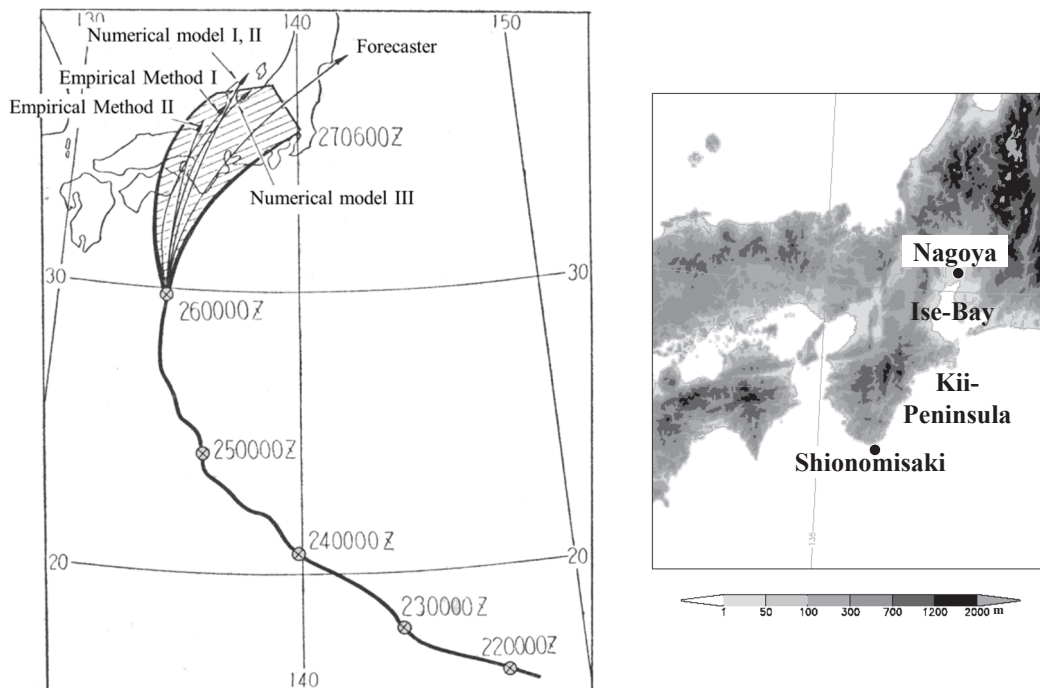 130
140
150
Numerical model I, II
Forecaster
Empirical Method I
Empirical Method II
270600Z
Numerical model III
30
30
260000Z
250000Z
240000Z
20
20
230000Z
220000Z
140
Nagoya
Ise-Bay
Kii-
Peninsula
Shionomisaki
135
1 50 100 300 700 1200 2000 m